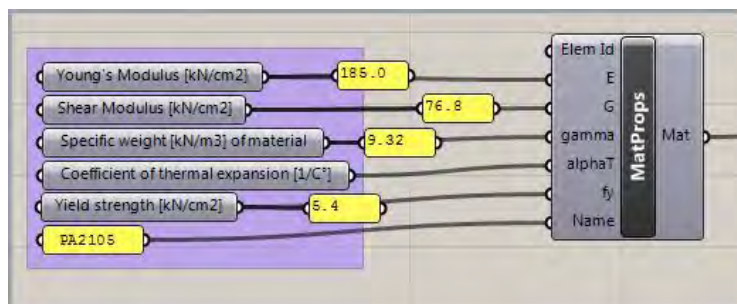 Elem Id
Young's Modulus [kN/cm2] 185.0 E
Shear Modulus [kN/cm2] 76.8 G
Specific weight [kN/m3] of material 9.32 gamma
MatProps
Mat
Coefficient of thermal expansion [1/C°] alphaT
Yield strength [kN/cm2] 5.4 fy
PA2105 Name